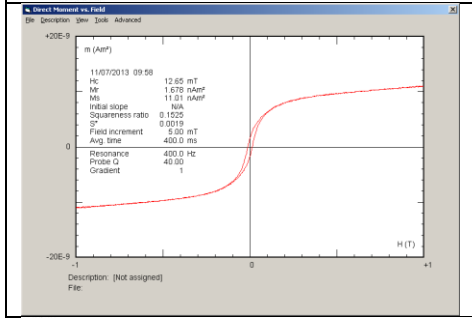 Direct Moment vs. Field
File Description View Tools Advanced
+20E-9
m (Am²)
11/07/2013 09:58
Hc 12.65 mT
Mr 1.678 nAm²
Ms 11.01 nAm²
Initial slope N/A
Squareness ratio 0.1525
S* 0.0019
Field increment 5.00 mT
Avg. time 400.0 ms
Resonance 400.0 Hz
Probe Q 40.00
Gradient 1
0
H (T)
-20E-9
-1 0 +1
Description: [Not assigned]
File: